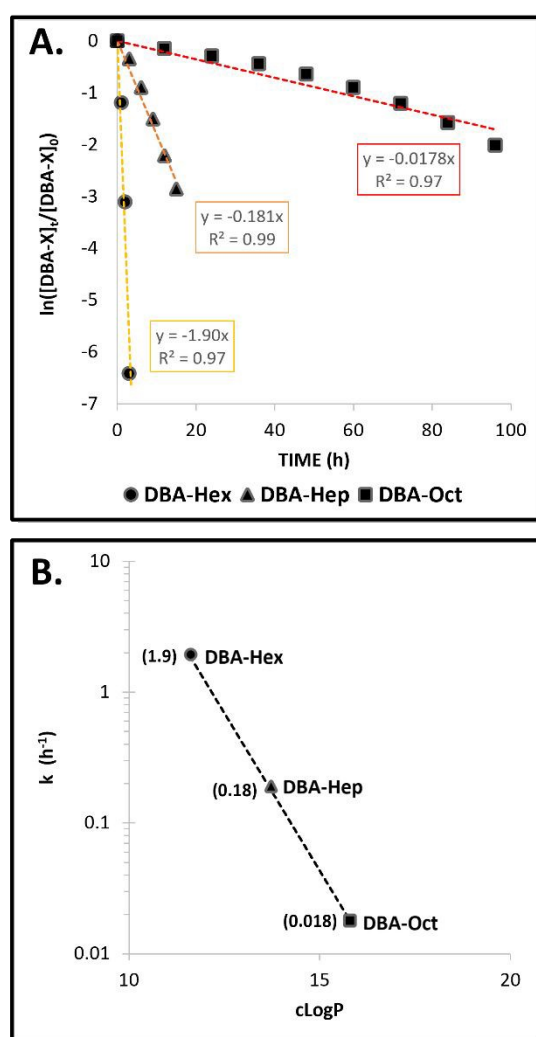 A.
ln([DBA-X]t/[DBA-X]0)
0
-1
-2
-3
-4
-5
-6
-7
y = -0.0178x
R² = 0.97
y = -0.181x
R² = 0.99
y = -1.90x
R² = 0.97
0 20 40 60 80 100
TIME (h)
DBA-Hex DBA-Hep DBA-Oct
B.
k (h⁻¹)
10
1
0.1
0.01
(1.9) DBA-Hex
(0.18) DBA-Hep
(0.018) DBA-Oct
10 15 20
cLogP